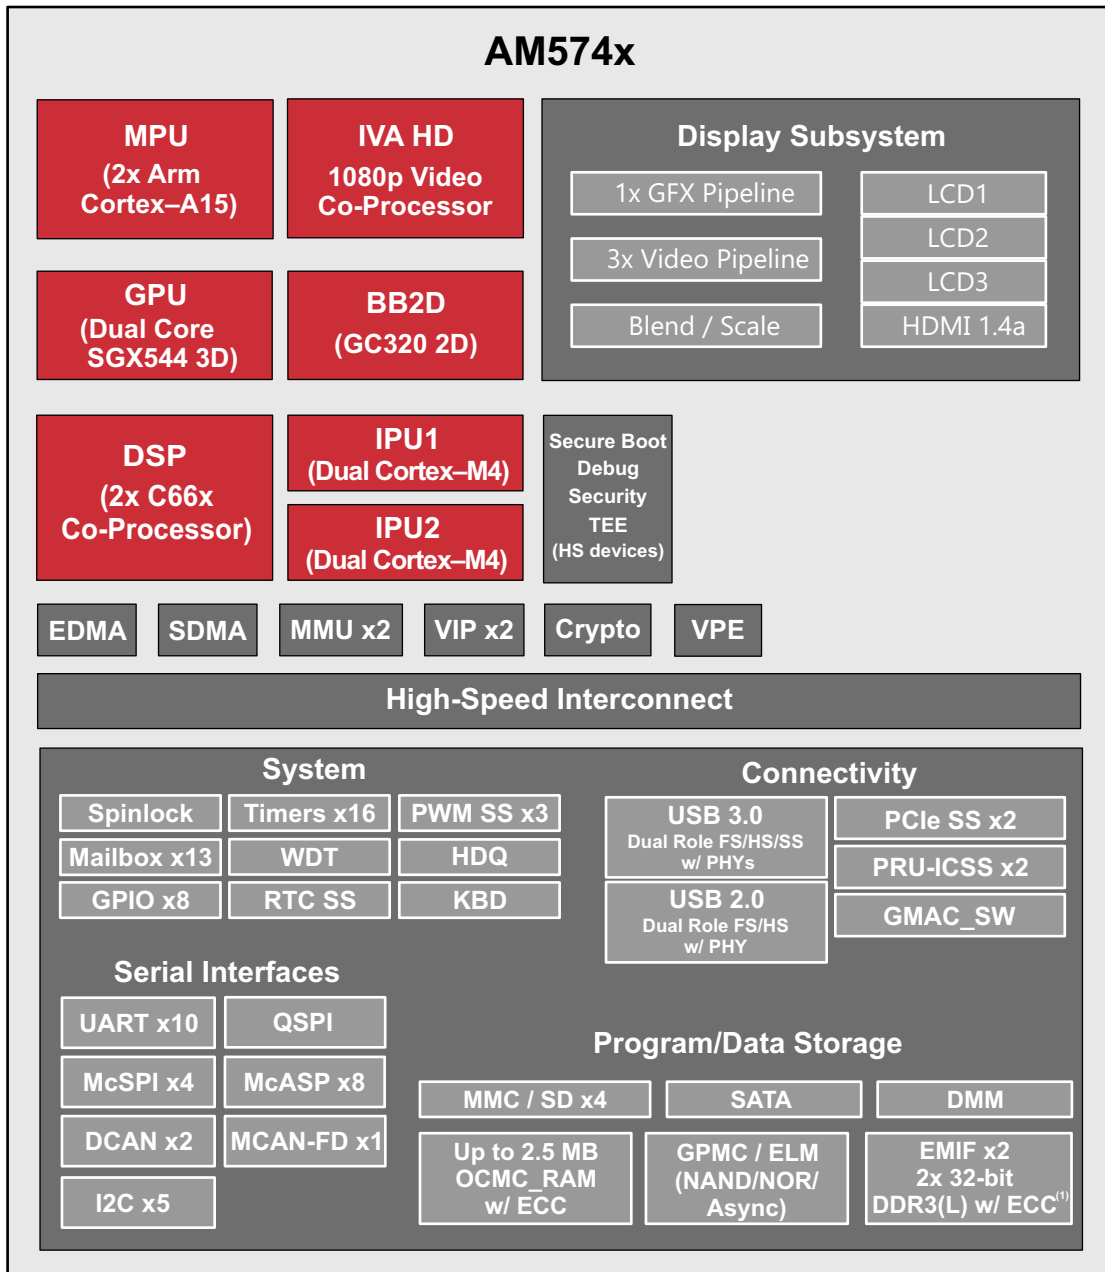 AM574x
MPU
(2x Arm
Cortex–A15)
IVA HD
1080p Video
Co-Processor
Display Subsystem
1x GFX Pipeline
3x Video Pipeline
Blend / Scale
LCD1
LCD2
LCD3
HDMI 1.4a
GPU
(Dual Core
SGX544 3D)
BB2D
(GC320 2D)
DSP
(2x C66x
Co-Processor)
IPU1
(Dual Cortex–M4)
IPU2
(Dual Cortex–M4)
Secure Boot
Debug
Security
TEE
(HS devices)
EDMA
SDMA
MMU x2
VIP x2
Crypto
VPE
High-Speed Interconnect
System
Spinlock
Timers x16
PWM SS x3
Mailbox x13
WDT
HDQ
GPIO x8
RTC SS
KBD
Connectivity
USB 3.0
Dual Role FS/HS/SS
w/ PHYs
USB 2.0
Dual Role FS/HS
w/ PHY
PCIe SS x2
PRU-ICSS x2
GMAC_SW
Serial Interfaces
UART x10
QSPI
McSPI x4
McASP x8
DCAN x2
MCAN-FD x1
I2C x5
Program/Data Storage
MMC / SD x4
SATA
DMM
Up to 2.5 MB
OCMC_RAM
w/ ECC
GPMC / ELM
(NAND/NOR/
Async)
EMIF x2
2x 32-bit
DDR3(L) w/ ECC(1)